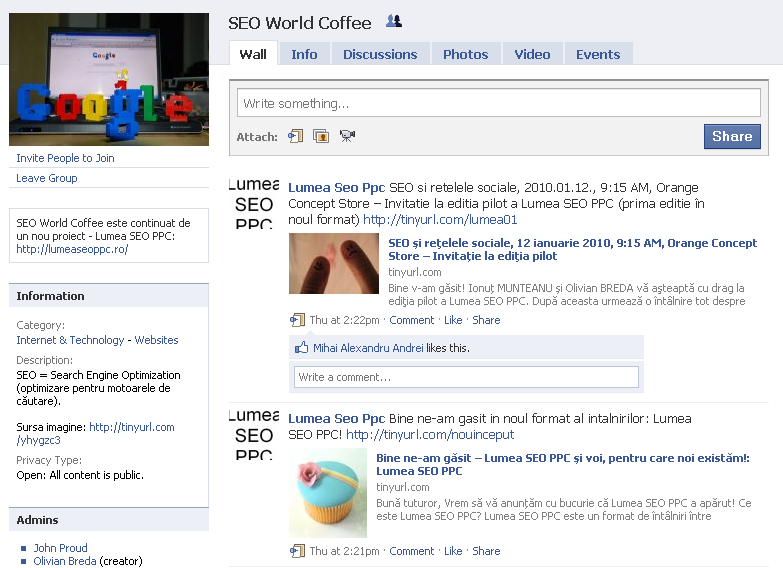 Google
Google
Invite People to Join
Leave Group
SEO World Coffee este continuat de
un nou proiect - Lumea SEO PPC:
http://lumeaseoppc.ro/
Information
Category:
Internet & Technology - Websites
Description:
SEO = Search Engine Optimization
(optimizare pentru motoarele de
căutare).
Sursa imagine: http://tinyurl.com
/yhygzc3
Privacy Type:
Open: All content is public.
Admins
John Proud
Olivian Breda (creator)
SEO World Coffee
Wall Info Discussions Photos Video Events
Write something...
Attach:
Share
Lumea
SEO
PPC
Lumea Seo Ppc SEO si retelele sociale, 2010.01.12., 9:15 AM, Orange
Concept Store – Invitatie la editia pilot a Lumea SEO PPC (prima editie în
noul format) http://tinyurl.com/lumea01
SEO și rețelele sociale, 12 ianuarie 2010, 9:15 AM, Orange Concept
Store – Invitație la ediția pilot
tinyurl.com
Bine v-am găsit! Ionuț MUNTEANU și Olivian BREDA vă așteaptă cu drag la
ediția pilot a Lumea SEO PPC. După aceasta urmează o întâlnire tot despre
Thu at 2:22pm · Comment · Like · Share
Mihai Alexandru Andrei likes this.
Write a comment...
Lumea
SEO
PPC
Lumea Seo Ppc Bine ne-am gasit in noul format al intalnirilor: Lumea
SEO PPC! http://tinyurl.com/nouinceput
Bine ne-am găsit – Lumea SEO PPC și voi, pentru care noi existăm!:
Lumea SEO PPC
tinyurl.com
Bună tuturor, Vrem să vă anunțăm cu bucurie că Lumea SEO PPC a apărut! Ce
este Lumea SEO PPC? Lumea SEO PPC este un format de întâlniri între
Thu at 2:21pm · Comment · Like · Share